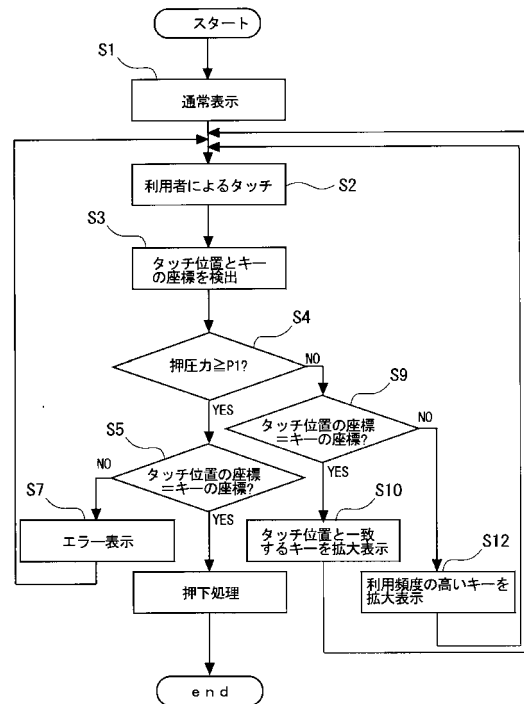 スタート
S1
通常表示
利用者によるタッチ
S2
S3
タッチ位置とキー
の座標を検出
S4
押圧力≧P1?
NO
S9
YES
タッチ位置の座標
=キーの座標?
NO
S5
タッチ位置の座標
=キーの座標?
NO
YES
S7
YES
S10
エラー表示
タッチ位置と一致
するキーを拡大表示
S12
押下処理
利用頻度の高いキーを
拡大表示
end